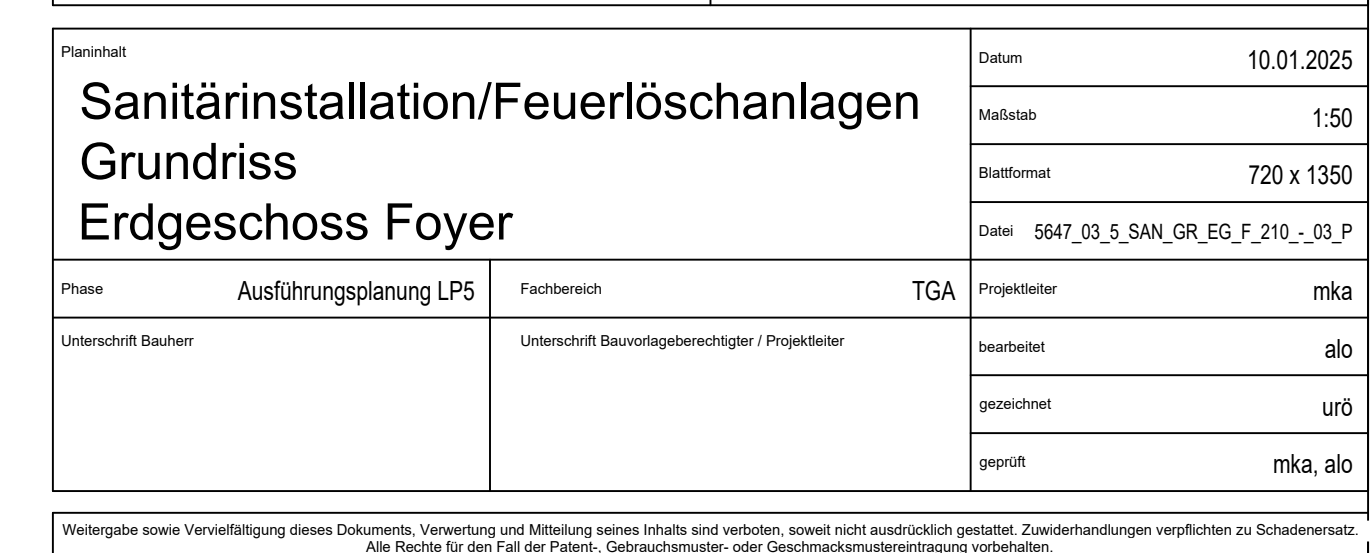 Planinhalt
Sanitärinstallation/Feuerlöschanlagen
Grundriss
Erdgeschoss Foyer
Datum 10.01.2025
Maßstab 1:50
Blattformat 720 x 1350
Datei 5647_03_5_SAN_GR_EG_F_210_-_03_P
Phase Ausführungsplanung LP5
Fachbereich TGA
Projektleiter mka
Unterschrift Bauherr
Unterschrift Bauvorlageberechtigter / Projektleiter
bearbeitet alo
gezeichnet urö
geprüft mka, alo
Weitergabe sowie Vervielfältigung dieses Dokuments, Verwertung und Mitteilung seines Inhalts sind verboten, soweit nicht ausdrücklich gestattet. Zuwiderhandlungen verpflichten zu Schadenersatz.
Alle Rechte für den Fall der Patent-, Gebrauchsmuster- oder Geschmacksmustereintragung vorbehalten.